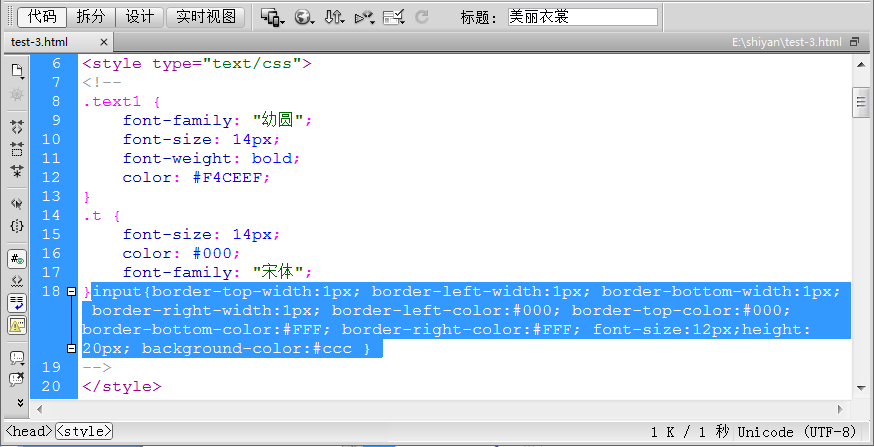 代码 拆分 设计 实时视图 标题： 美丽衣裳
test-3.html × E:\shiyan\test-3.html
6 <style type="text/css">
7 <!--
8 .text1 {
9 font-family: "幼圆";
10 font-size: 14px;
11 font-weight: bold;
12 color: #F4CEEF;
13 }
14 .t {
15 font-size: 14px;
16 color: #000;
17 font-family: "宋体";
18 }input{border-top-width:1px; border-left-width:1px; border-bottom-width:1px;
border-right-width:1px; border-left-color:#000; border-top-color:#000;
border-bottom-color:#FFF; border-right-color:#FFF; font-size:12px;height:
20px; background-color:#ccc }
19 -->
20 </style>
<head> <style> 1 K / 1 秒 Unicode (UTF-8)